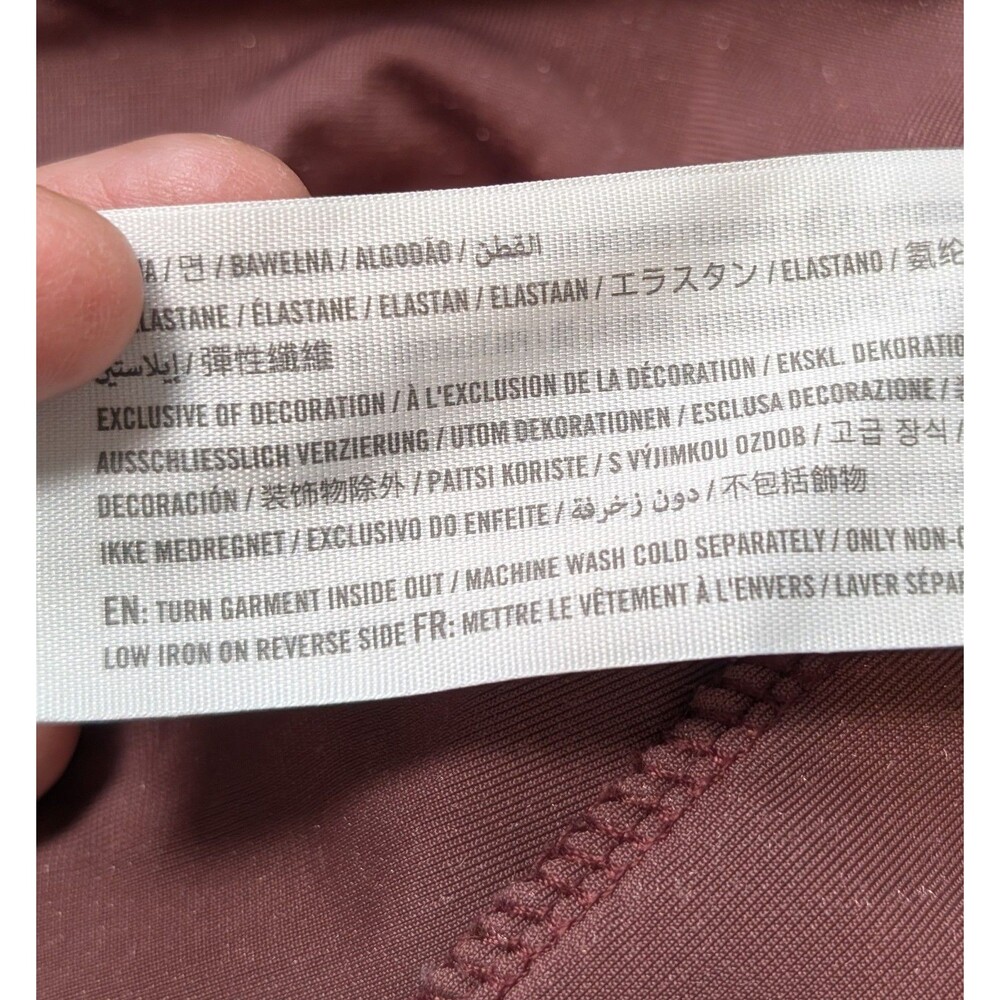 / 면 / BAWEŁNA / ALGODÃO / القطن
ELASTANE / ÉLASTANE / ELASTAN / ELASTAAN / エラスタン / ELASTANO / 氨纶
إيلاستين / 彈性纖維
EXCLUSIVE OF DECORATION / À L'EXCLUSION DE LA DÉCORATION / EKSKL. DEKORATIO
AUSSCHLIESSLICH VERZIERUNG / UTOM DEKORATIONEN / ESCLUSA DECORAZIONE /
DECORACIÓN / 装饰物除外 / PAITSI KORISTE / S VÝJIMKOU OZDOB / 고급 장식 /
IKKE MEDREGNET / EXCLUSIVO DO ENFEITE / دون زخرفة / 不包括飾物
EN: TURN GARMENT INSIDE OUT / MACHINE WASH COLD SEPARATELY / ONLY NON-
LOW IRON ON REVERSE SIDE FR: METTRE LE VÊTEMENT À L'ENVERS / LAVER SÉPAR